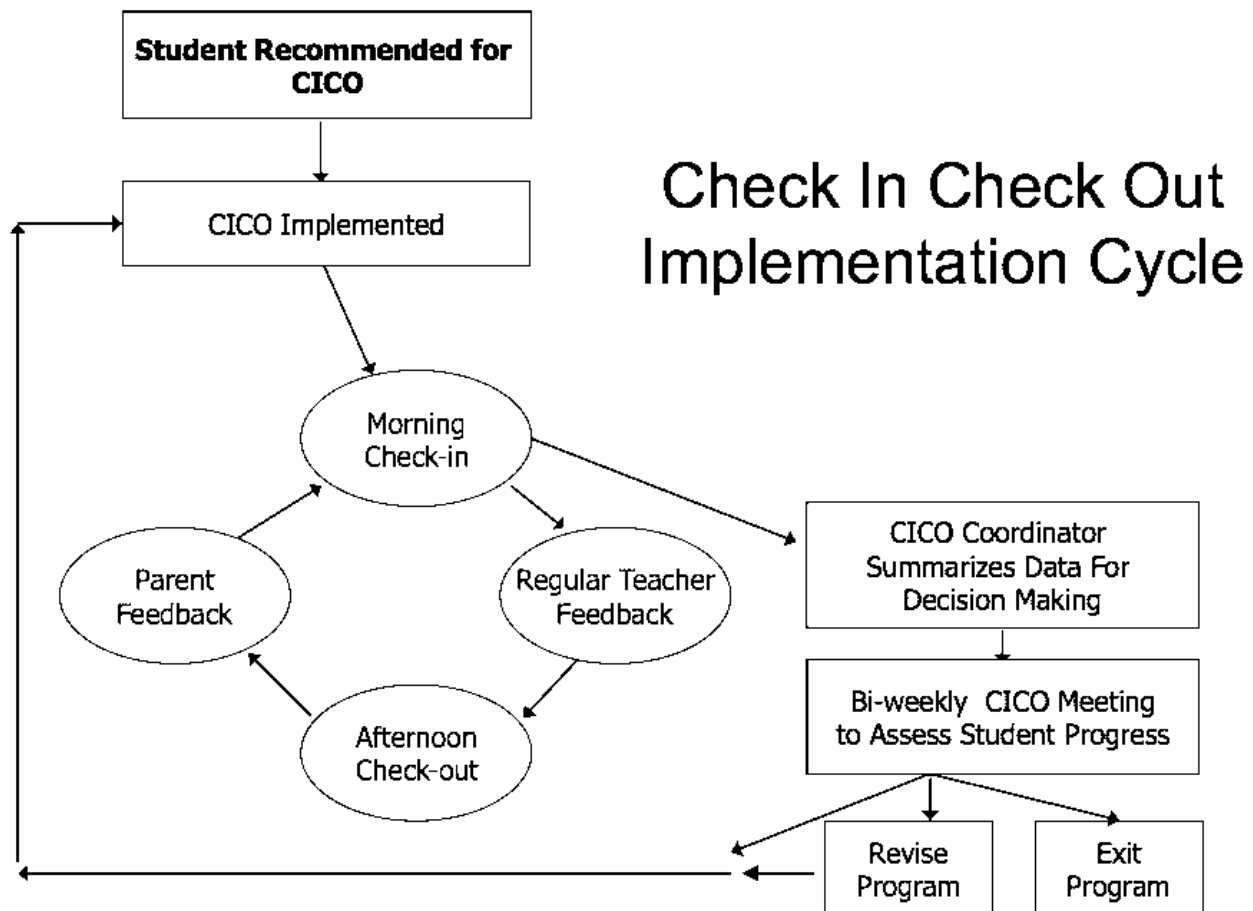 Student Recommended for
CICO
Check In Check Out
Implementation Cycle
CICO Implemented
Morning
Check-in
Parent
Feedback
Regular Teacher
Feedback
Afternoon
Check-out
CICO Coordinator
Summarizes Data For
Decision Making
Bi-weekly CICO Meeting
to Assess Student Progress
Revise
Program
Exit
Program